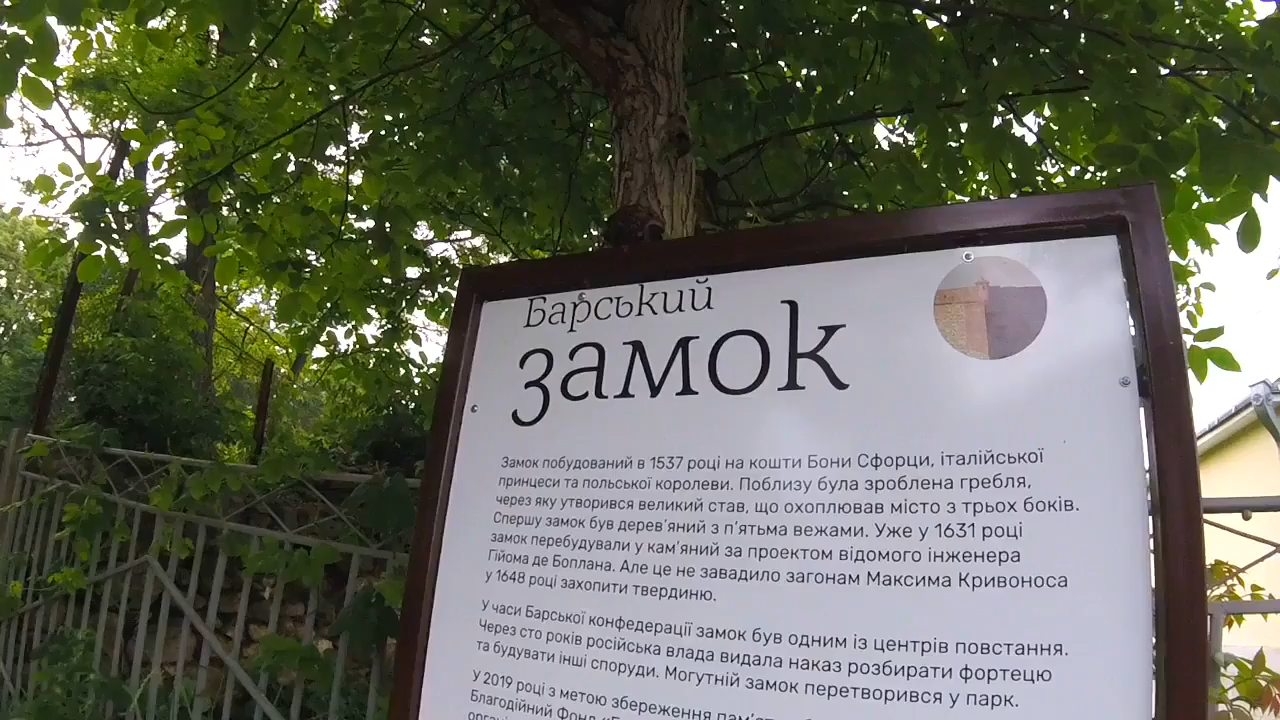 Барський
замок
Замок побудований в 1537 році на кошти Бони Сфорци, італійської
принцеси та польської королеви. Поблизу була зроблена гребля,
через яку утворився великий став, що охоплював місто з трьох боків.
Спершу замок був дерев'яний з п'ятьма вежами. Уже у 1631 році
замок перебудували у кам'яний за проектом відомого інженера
Гійома де Боплана. Але це не завадило загонам Максима Кривоноса
у 1648 році захопити твердиню.
У часи Барської конфедерації замок був одним із центрів повстання.
Через сто років російська влада видала наказ розбирати фортецю
та будувати інші споруди. Могутній замок перетворився у парк.
У 2019 році з метою збереження
Благодійний Фонд